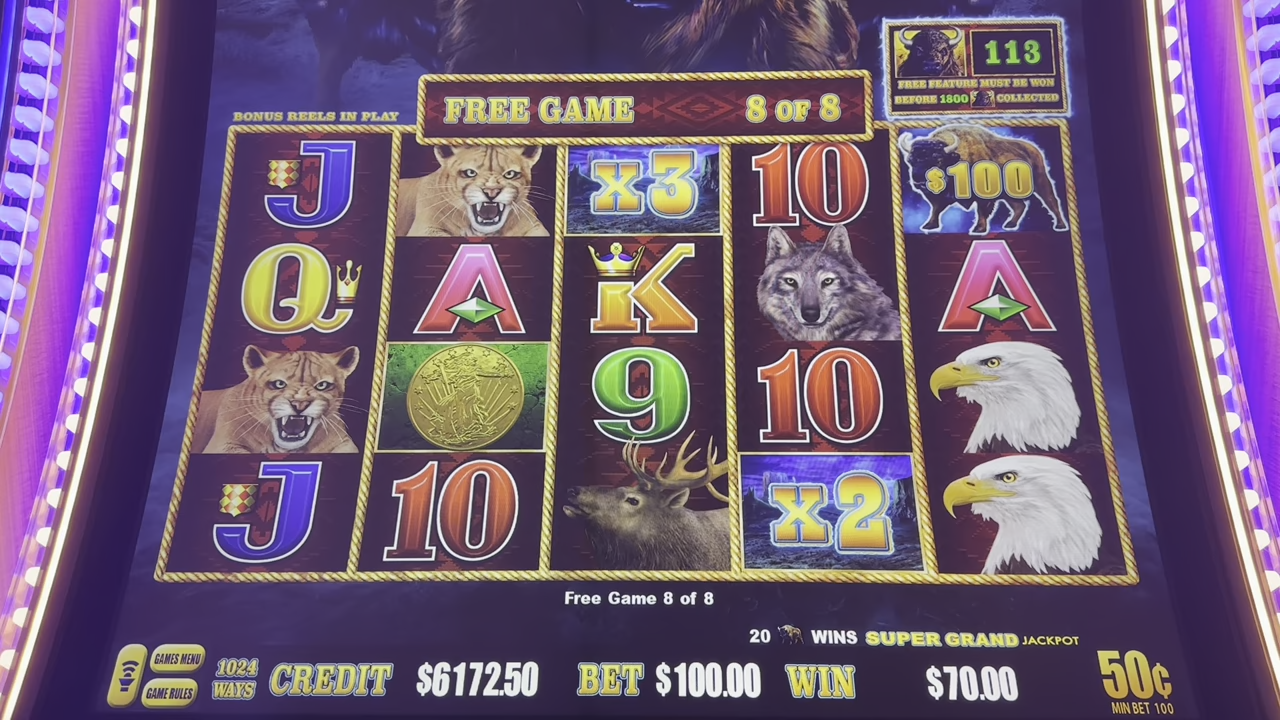 113
FREE FEATURE MUST BE WON
BEFORE 1800 COLLECTED
FREE GAME 8 OF 8
BONUS REELS IN PLAY
J x3 10 $100
Q A K A
9 10
J 10 x2
Free Game 8 of 8
20 WINS SUPER GRAND JACKPOT
GAMES MENU
GAME RULES
1024 WAYS
CREDIT $6172.50 BET $100.00 WIN $70.00
50¢
MIN BET 100